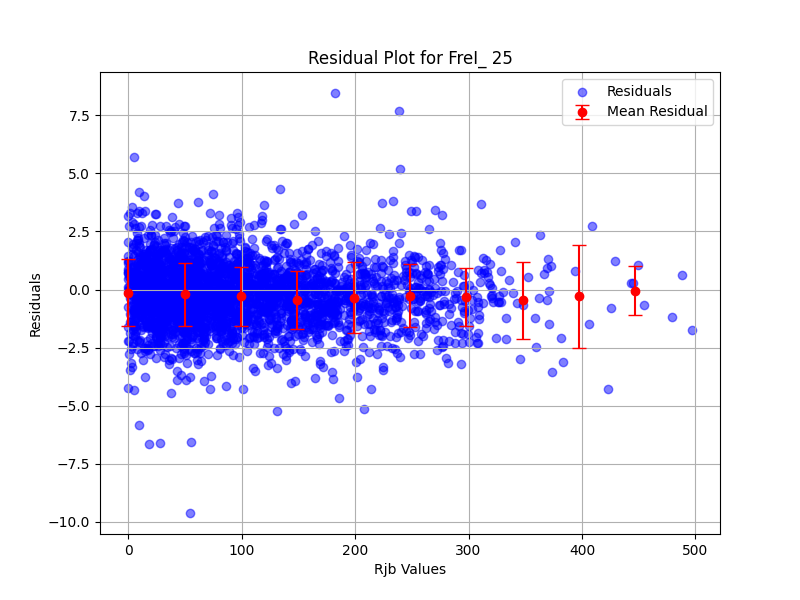 Residual Plot for FreI_ 25
Residuals
Mean Residual
7.5
5.0
2.5
0.0
−2.5
−5.0
−7.5
−10.0
Residuals
0 100 200 300 400 500
Rjb Values